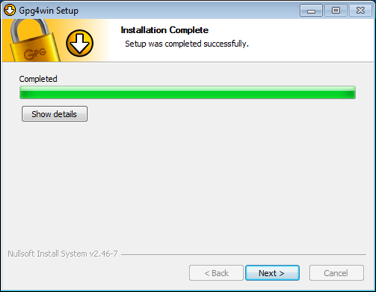 Gpg4win Setup
Installation Complete
Setup was completed successfully.
GPG
Completed
Show details
Nullsoft Install System v2.46-7
< Back
Next >
Cancel